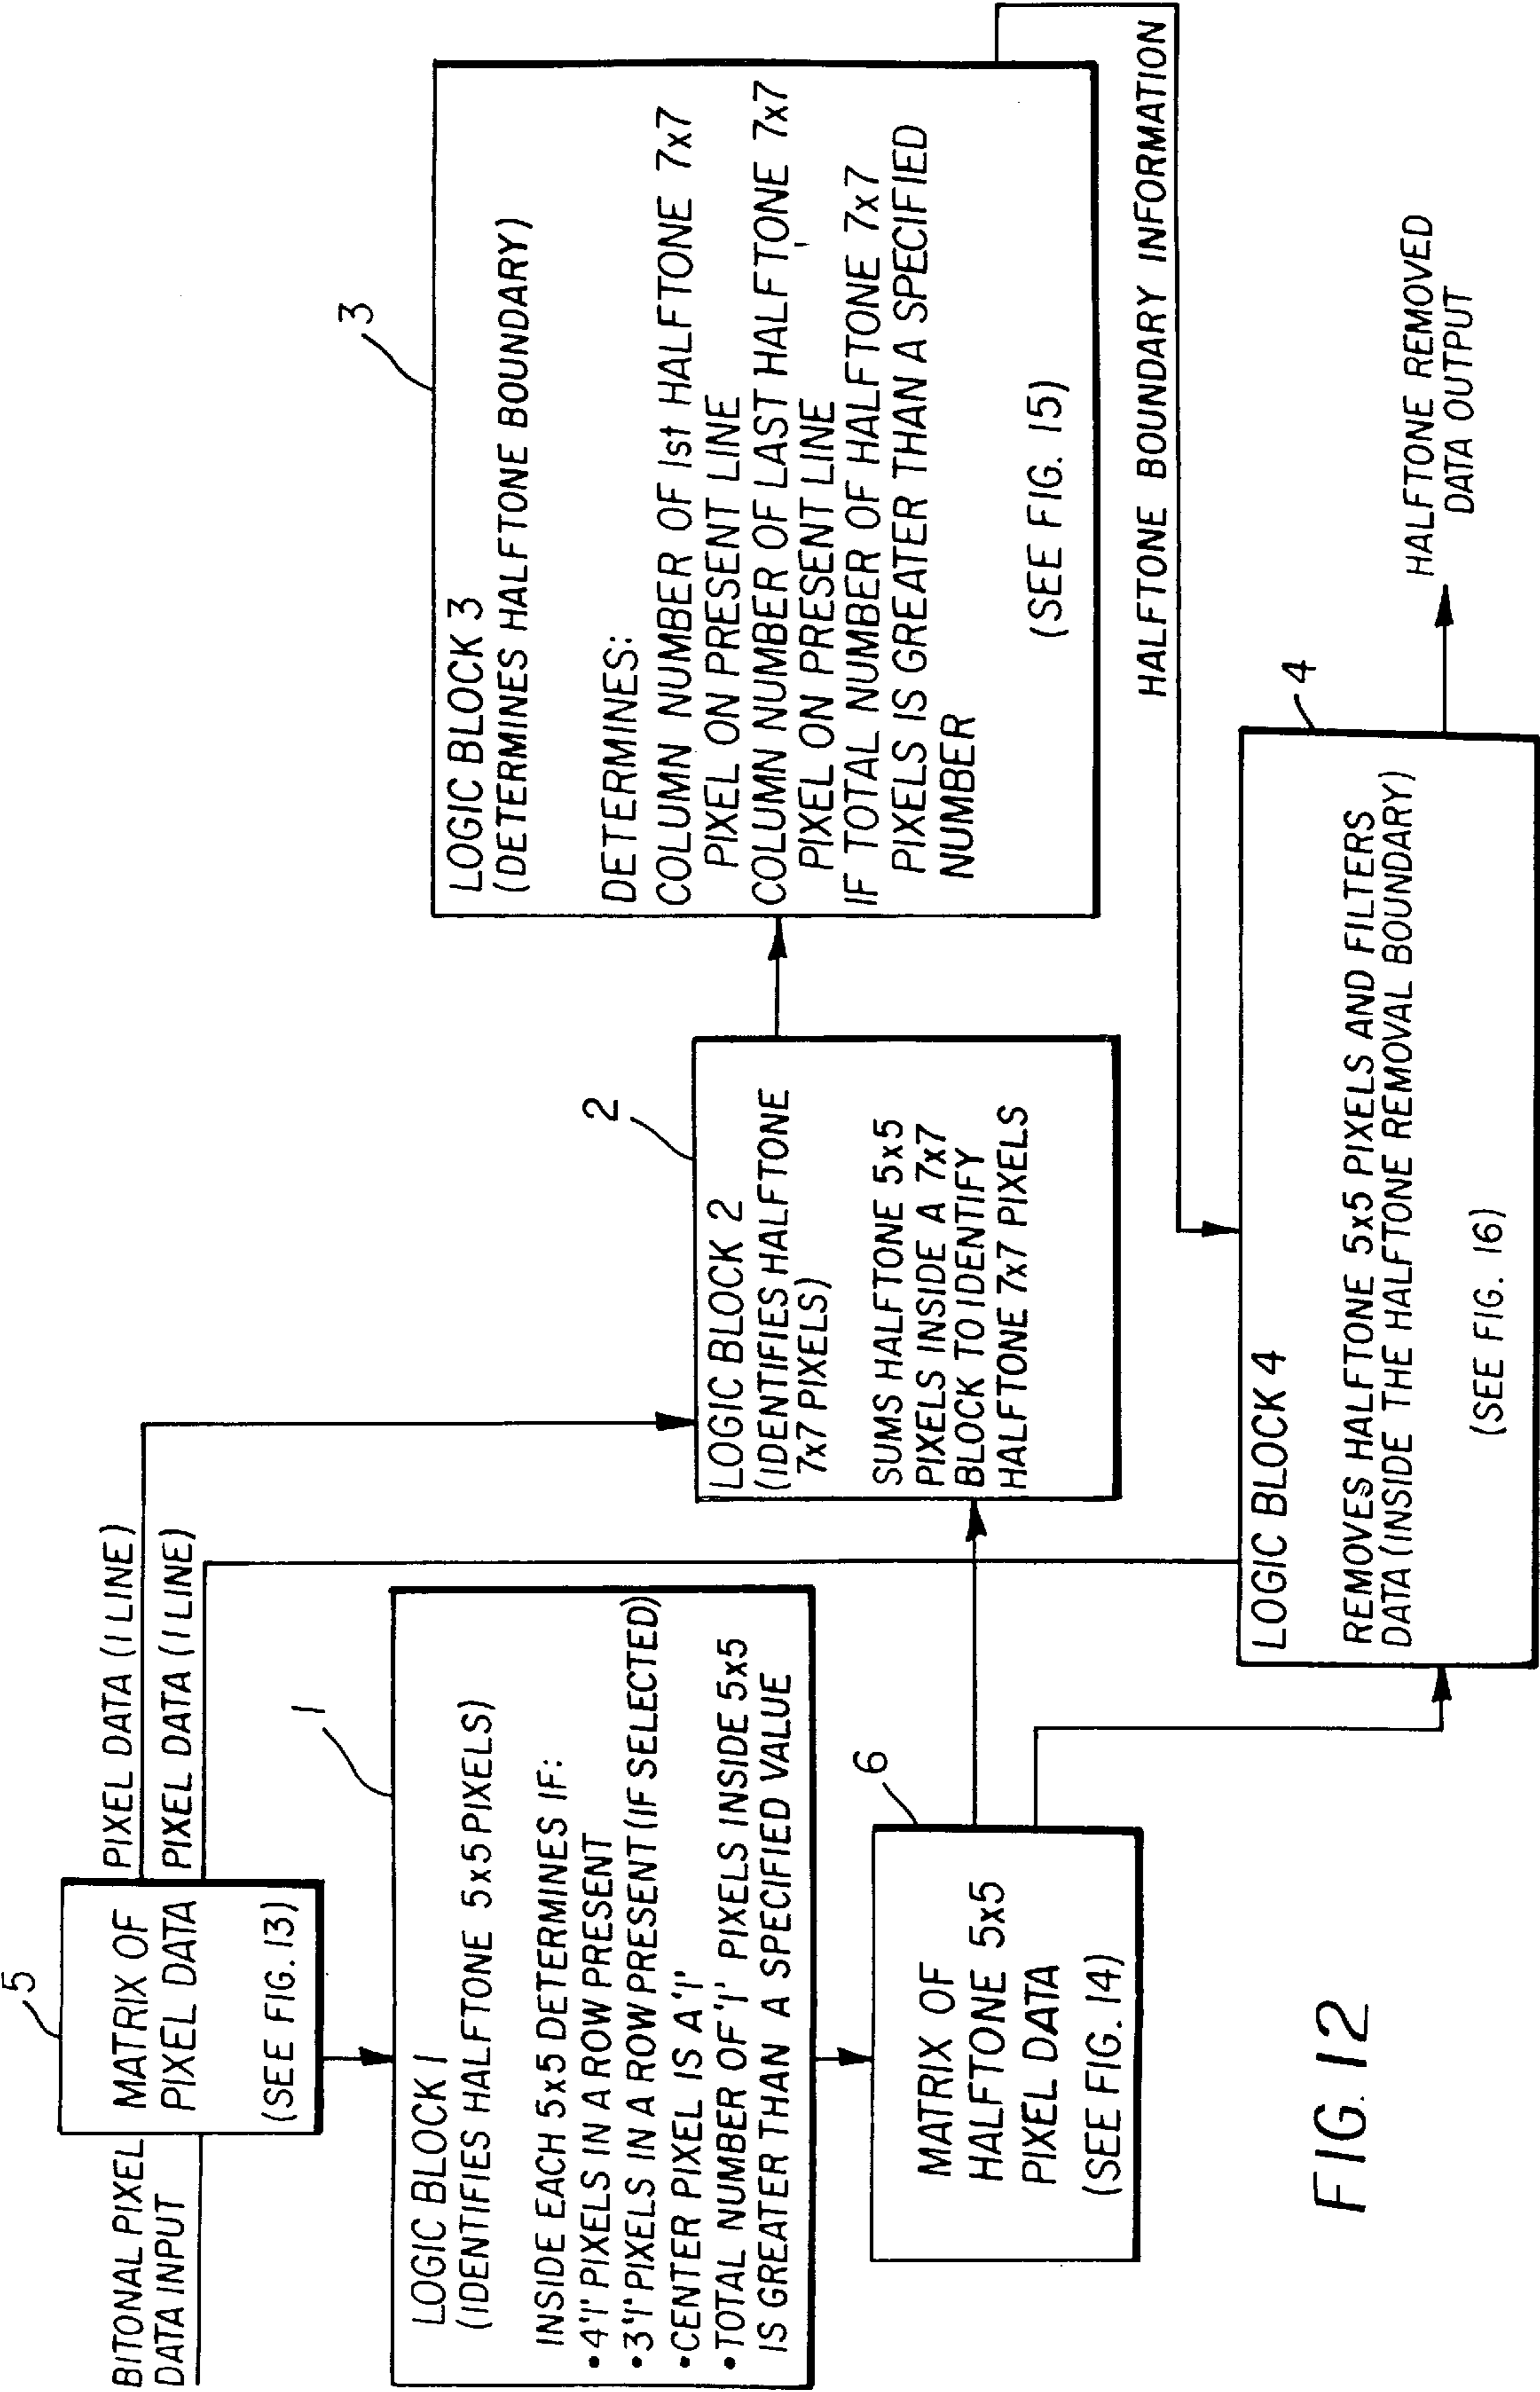 BITONAL PIXEL
DATA INPUT
5
MATRIX OF
PIXEL DATA
(SEE FIG. 13)
PIXEL DATA (1 LINE)
PIXEL DATA (1 LINE)
1
LOGIC BLOCK 1
(IDENTIFIES HALFTONE 5x5 PIXELS)
INSIDE EACH 5x5 DETERMINES IF:
• 4 '1' PIXELS IN A ROW PRESENT
• 3 '1' PIXELS IN A ROW PRESENT (IF SELECTED)
• CENTER PIXEL IS A '1'
• TOTAL NUMBER OF '1' PIXELS INSIDE 5x5
IS GREATER THAN A SPECIFIED VALUE
6
MATRIX OF
HALFTONE 5x5
PIXEL DATA
(SEE FIG. 14)
2
LOGIC BLOCK 2
(IDENTIFIES HALFTONE
7x7 PIXELS)
SUMS HALFTONE 5x5
PIXELS INSIDE A 7x7
BLOCK TO IDENTIFY
HALFTONE 7x7 PIXELS
3
LOGIC BLOCK 3
(DETERMINES HALFTONE BOUNDARY)
DETERMINES:
COLUMN NUMBER OF 1st HALFTONE 7x7
PIXEL ON PRESENT LINE
COLUMN NUMBER OF LAST HALFTONE 7x7
PIXEL ON PRESENT LINE
IF TOTAL NUMBER OF HALFTONE 7x7
PIXELS IS GREATER THAN A SPECIFIED
NUMBER
(SEE FIG. 15)
HALFTONE BOUNDARY INFORMATION
4
LOGIC BLOCK 4
REMOVES HALFTONE 5x5 PIXELS AND FILTERS
DATA (INSIDE THE HALFTONE REMOVAL BOUNDARY)
(SEE FIG. 16)
HALFTONE REMOVED
DATA OUTPUT
FIG. 12